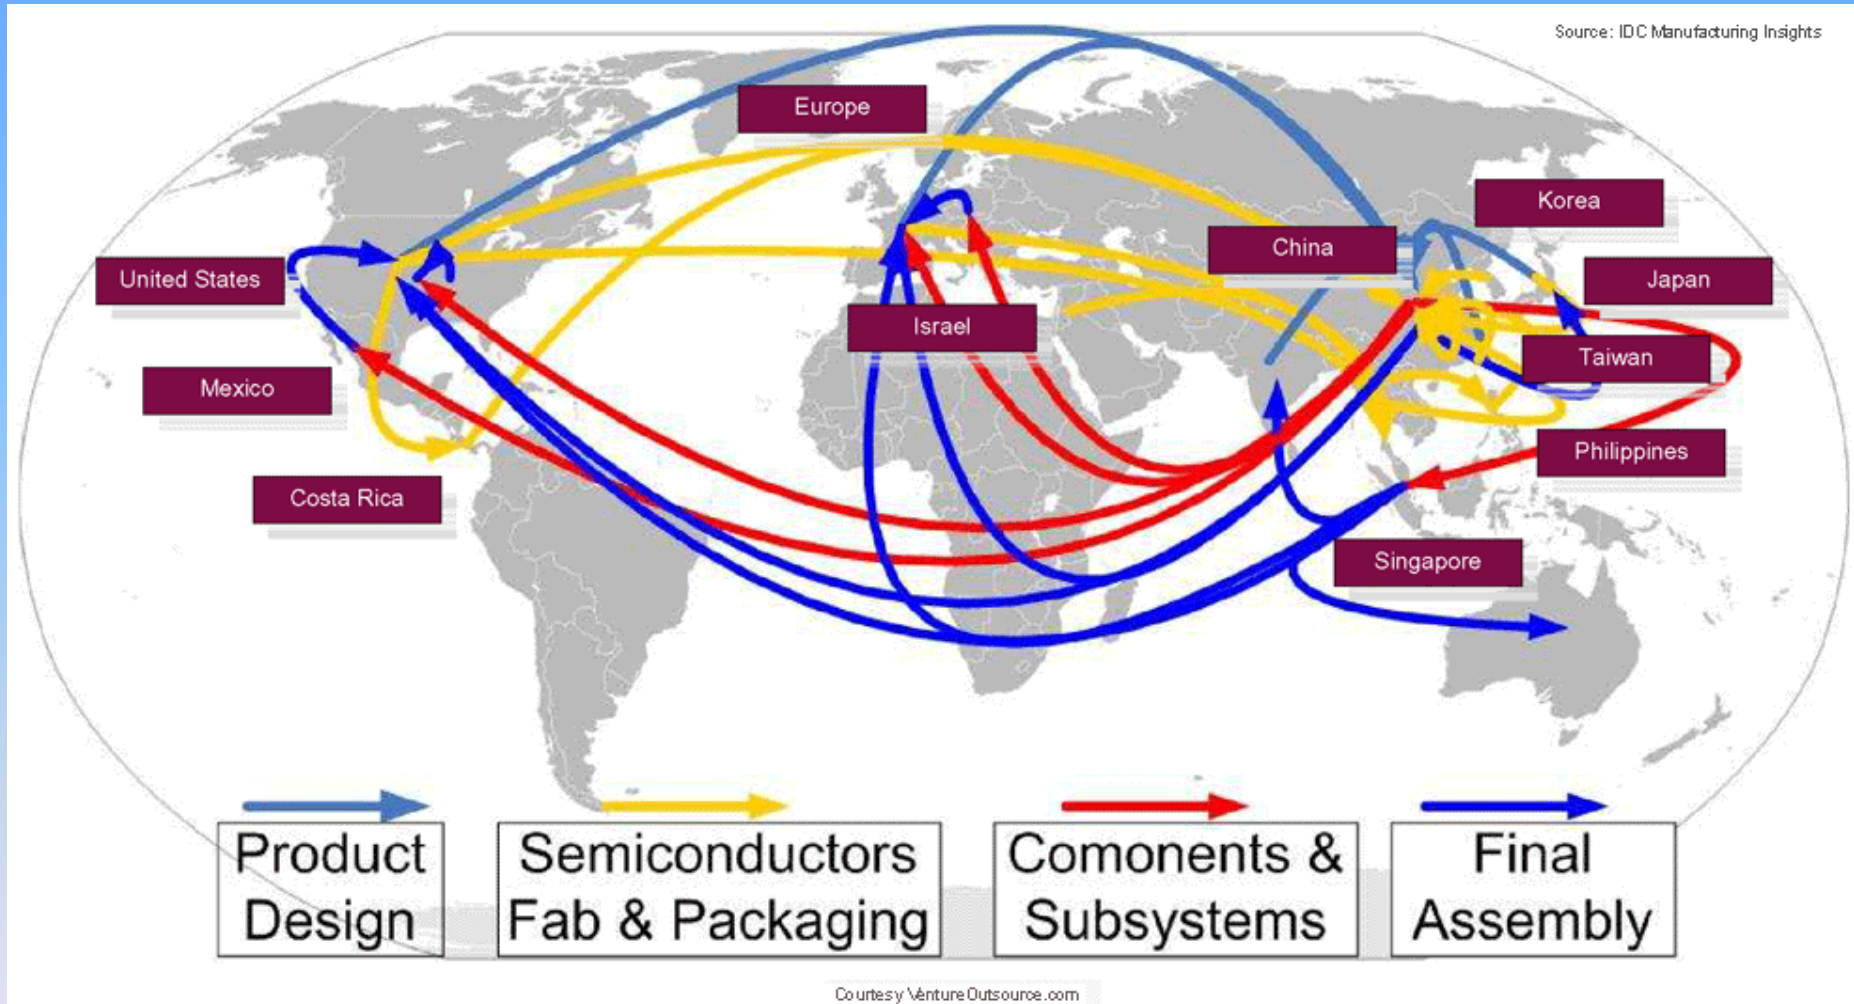 Source: IDC Manufacturing Insights
Europe
Korea
China
United States
Japan
Israel
Taiwan
Mexico
Philippines
Costa Rica
Singapore
Product
Design
Semiconductors
Fab & Packaging
Comonents &
Subsystems
Final
Assembly
Courtesy VentureOutsource.com